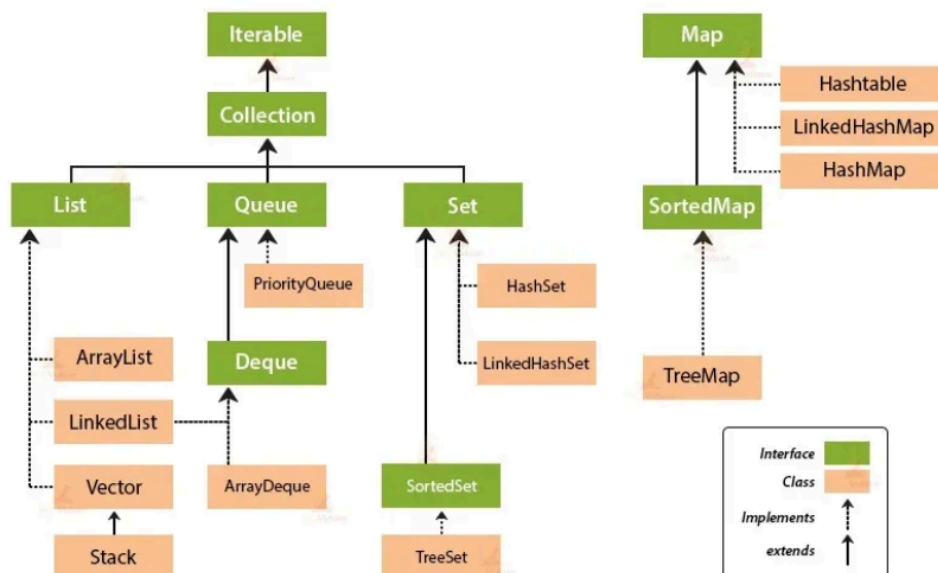 Iterable
Map
Hashtable
Collection
LinkedHashMap
HashMap
List
Queue
Set
SortedMap
PriorityQueue
HashSet
ArrayList
Deque
LinkedHashSet
TreeMap
LinkedList
Vector
ArrayDeque
SortedSet
Stack
TreeSet
Interface
Class
Implements
extends